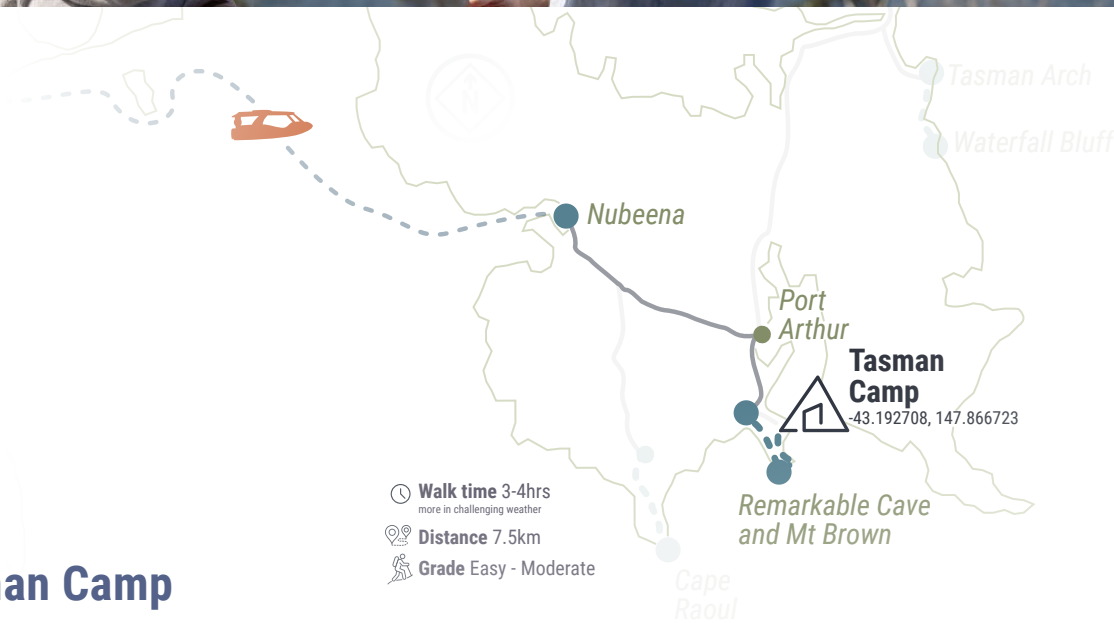 Tasman Arch
Waterfall Bluff
N
Nubeena
Port
Arthur
Tasman
Camp
-43.192708, 147.866723
Walk time 3-4hrs
more in challenging weather
Distance 7.5km
Grade Easy - Moderate
Remarkable Cave
and Mt Brown
an Camp
Cape
Raoul